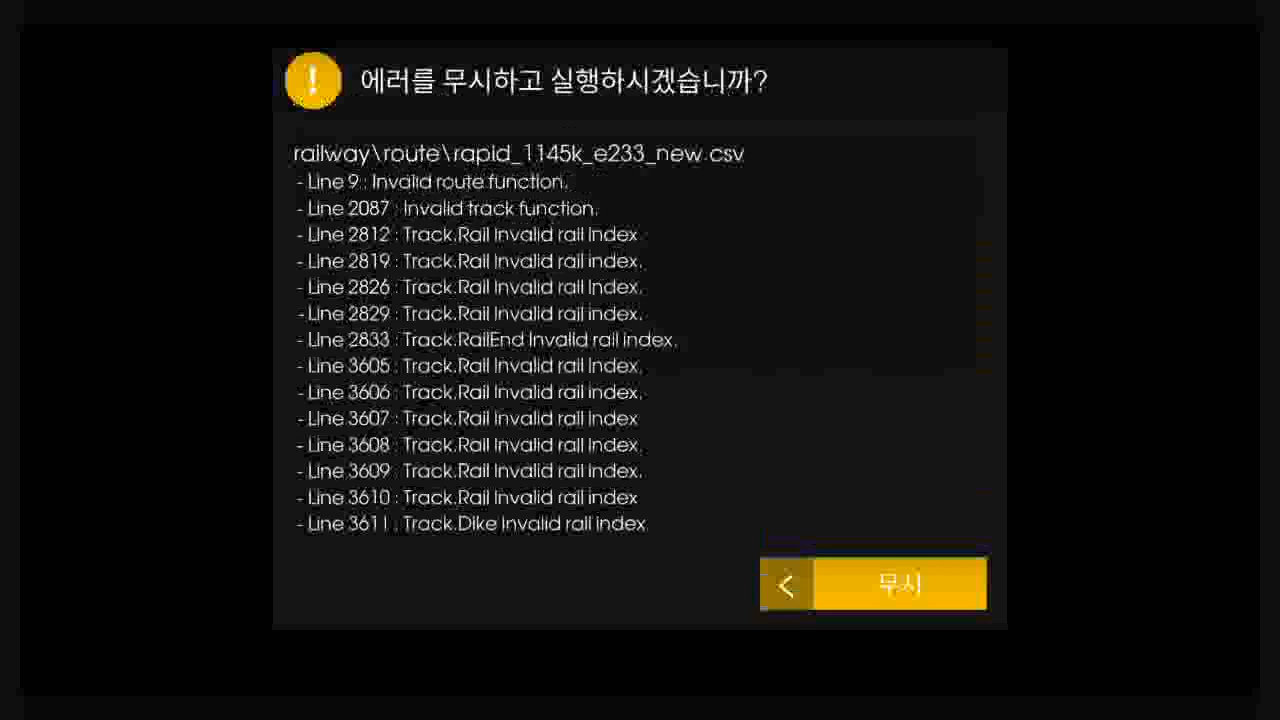 에러를 무시하고 실행하시겠습니까?
railway\route\rapid_1145k_e233_new.csv
- Line 9 : Invalid route function.
- Line 2087 : Invalid track function.
- Line 2812 : Track.Rail Invalid rail index.
- Line 2819 : Track.Rail Invalid rail index.
- Line 2826 : Track.Rail Invalid rail index.
- Line 2829 : Track.Rail Invalid rail index.
- Line 2833 : Track.RailEnd Invalid rail index.
- Line 3605 : Track.Rail Invalid rail index.
- Line 3606 : Track.Rail Invalid rail index.
- Line 3607 : Track.Rail Invalid rail index.
- Line 3608 : Track.Rail Invalid rail index.
- Line 3609 : Track.Rail Invalid rail index.
- Line 3610 : Track.Rail Invalid rail index.
- Line 3611 : Track.Dike Invalid rail index.
무시